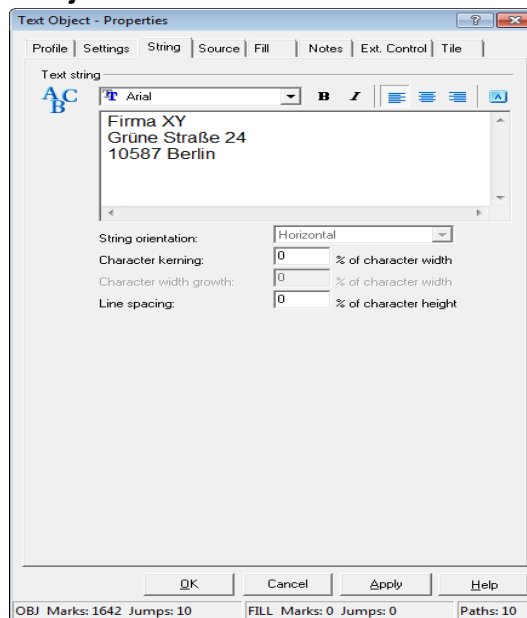 Text Object - Properties
Profile Settings String Source Fill Notes Ext. Control Tile
Text string
ABC Arial B I A
Firma XY
Grüne Straße 24
10587 Berlin
String orientation: Horizontal
Character kerning: 0 % of character width
Character width growth: 0 % of character width
Line spacing: 0 % of character height
OK Cancel Apply Help
OBJ Marks: 1642 Jumps: 10 FILL Marks: 0 Jumps: 0 Paths: 10